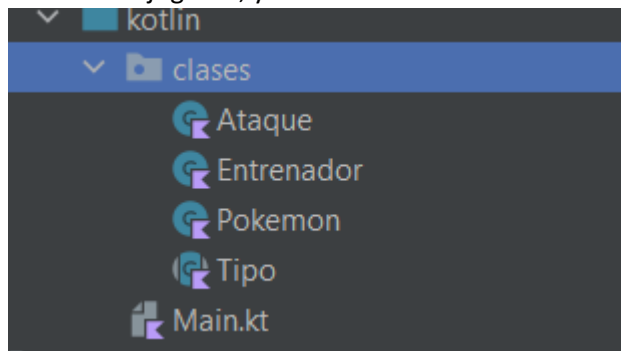 kotlin
clases
Ataque
Entrenador
Pokemon
Tipo
Main.kt